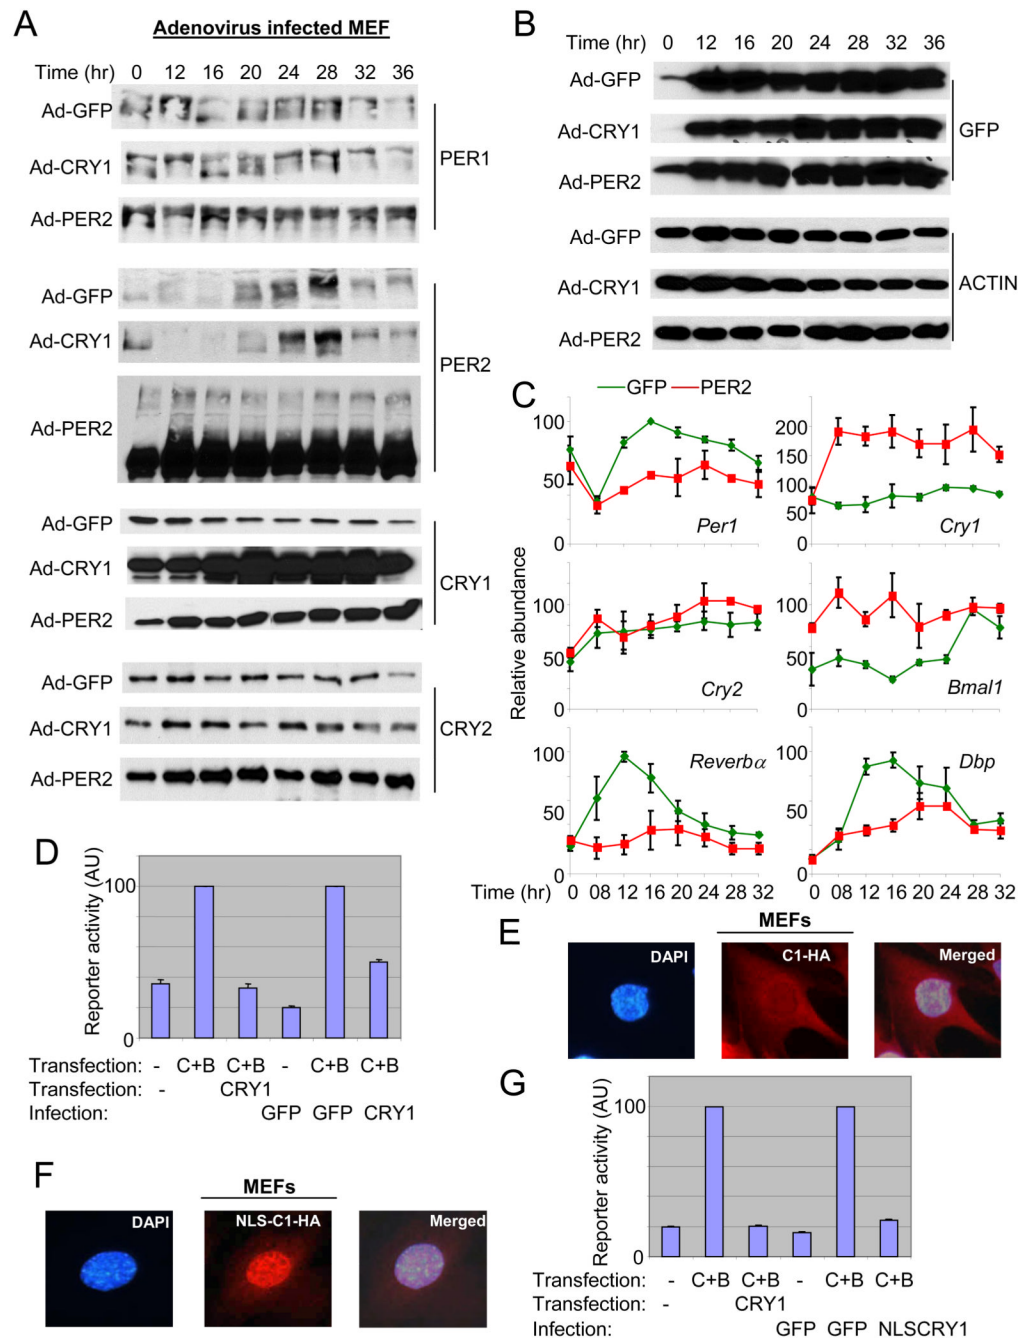 A
Adenovirus infected MEF
Time (hr) 0 12 16 20 24 28 32 36
Ad-GFP
Ad-CRY1
Ad-PER2
PER1
Ad-GFP
Ad-CRY1
Ad-PER2
PER2
Ad-GFP
Ad-CRY1
Ad-PER2
CRY1
Ad-GFP
Ad-CRY1
Ad-PER2
CRY2
B
0 12 16 20 24 28 32 36
Ad-GFP
Ad-CRY1
Ad-PER2
GFP
Ad-GFP
Ad-CRY1
Ad-PER2
ACTIN
C
GFP PER2
Relative abundance
100
50
0
Per1
200
150
100
50
0
Cry1
100
50
0
Cry2
100
50
0
Bmal1
100
50
0
Reverbα
100
50
0
Dbp
Time (hr) 0 08 12 16 20 24 28 32
0 08 12 16 20 24 28 32
D
Reporter activity (AU)
100
0
Transfection: - C+B C+B - C+B C+B
Transfection: - CRY1
Infection: GFP GFP CRY1
E
MEFs
DAPI
C1-HA
Merged
F
MEFs
DAPI
NLS-C1-HA
Merged
G
Reporter activity (AU)
100
0
Transfection: - C+B C+B - C+B C+B
Transfection: - CRY1
Infection: GFP GFP NLSCRY1